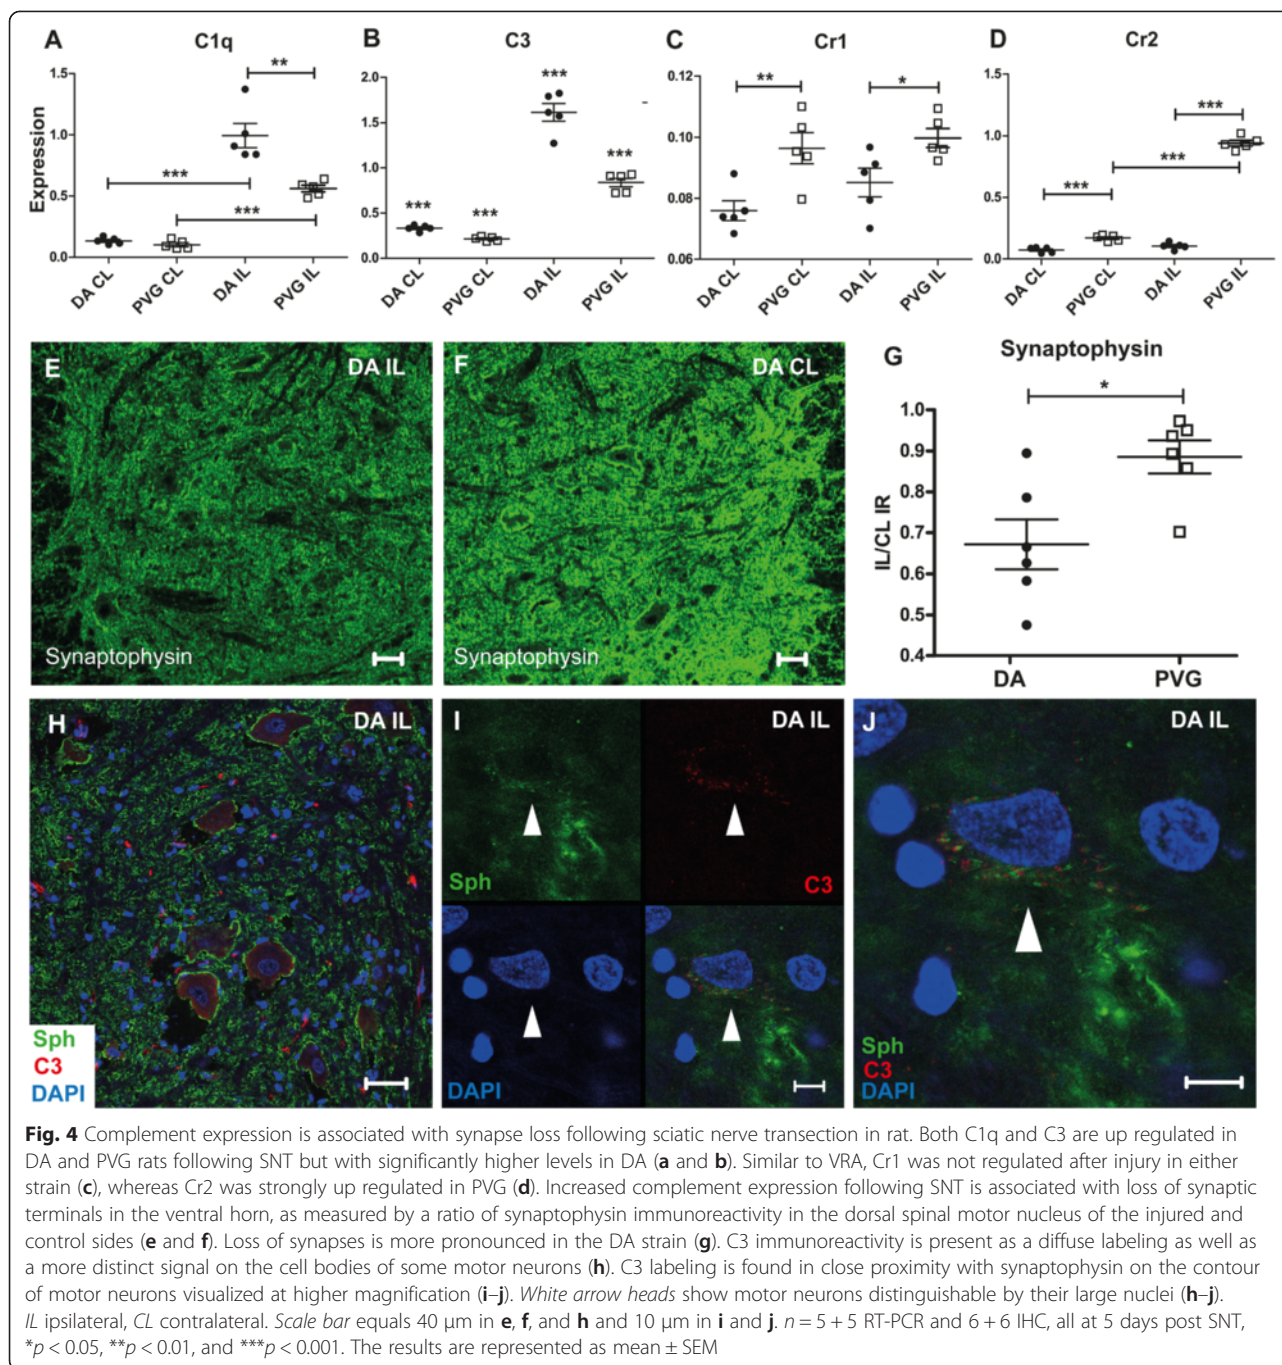 A C1q
B C3
C Cr1
D Cr2
Expression
1.5
1.0
0.5
0.0
**
***
***
DA CL
PVG CL
DA IL
PVG IL
2.0
1.5
1.0
0.5
0.0
***
***
***
***
DA CL
PVG CL
DA IL
PVG IL
0.12
0.10
0.08
0.06
**
*
DA CL
PVG CL
DA IL
PVG IL
1.5
1.0
0.5
0.0
***
***
***
DA CL
PVG CL
DA IL
PVG IL
E DA IL
Synaptophysin
F DA CL
Synaptophysin
G Synaptophysin
*
IL/CL IR
1.0
0.9
0.8
0.7
0.6
0.5
0.4
DA PVG
H DA IL
Sph
C3
DAPI
I DA IL
Sph
C3
DAPI
J DA IL
Sph
C3
DAPI
Fig. 4 Complement expression is associated with synapse loss following sciatic nerve transection in rat. Both C1q and C3 are up regulated in
DA and PVG rats following SNT but with significantly higher levels in DA (a and b). Similar to VRA, Cr1 was not regulated after injury in either
strain (c), whereas Cr2 was strongly up regulated in PVG (d). Increased complement expression following SNT is associated with loss of synaptic
terminals in the ventral horn, as measured by a ratio of synaptophysin immunoreactivity in the dorsal spinal motor nucleus of the injured and
control sides (e and f). Loss of synapses is more pronounced in the DA strain (g). C3 immunoreactivity is present as a diffuse labeling as well as
a more distinct signal on the cell bodies of some motor neurons (h). C3 labeling is found in close proximity with synaptophysin on the contour
of motor neurons visualized at higher magnification (i–j). White arrow heads show motor neurons distinguishable by their large nuclei (h–j).
IL ipsilateral, CL contralateral. Scale bar equals 40 μm in e, f, and h and 10 μm in i and j. n = 5 + 5 RT-PCR and 6 + 6 IHC, all at 5 days post SNT,
*p < 0.05, **p < 0.01, and ***p < 0.001. The results are represented as mean ± SEM